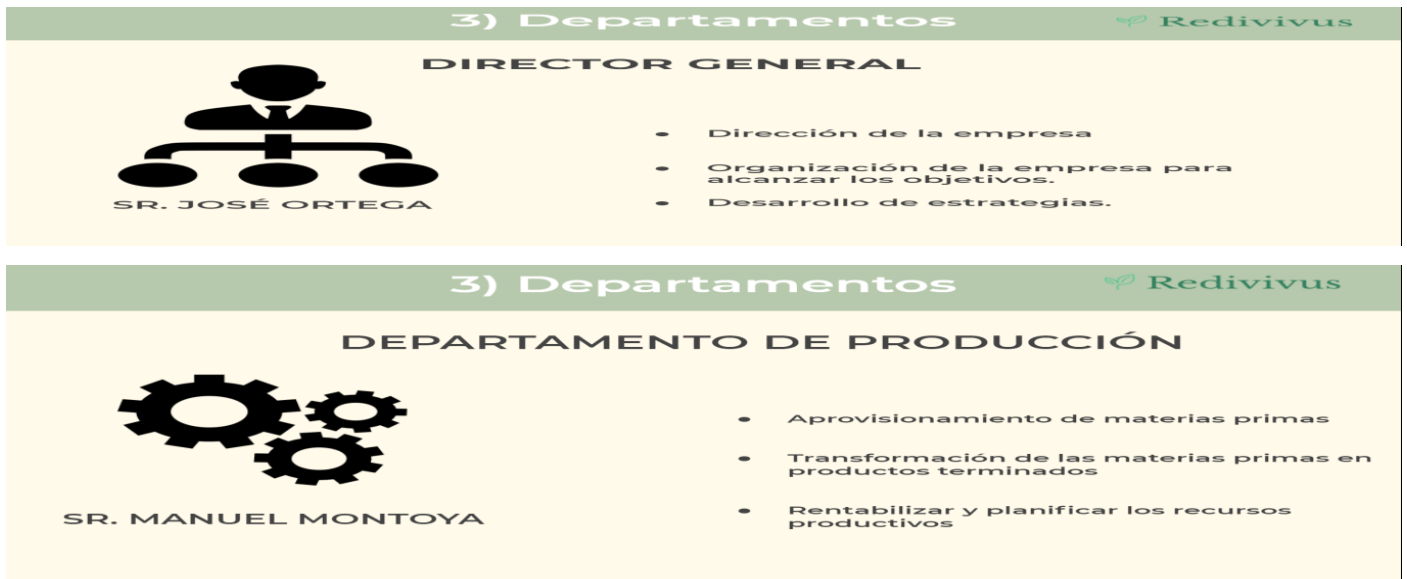 3) Departamentos
Redivivus
DIRECTOR GENERAL
SR. JOSÉ ORTEGA
● Dirección de la empresa
● Organización de la empresa para
alcanzar los objetivos.
● Desarrollo de estrategias.
3) Departamentos
Redivivus
DEPARTAMENTO DE PRODUCCIÓN
SR. MANUEL MONTOYA
● Aprovisionamiento de materias primas
● Transformación de las materias primas en
productos terminados
● Rentabilizar y planificar los recursos
productivos